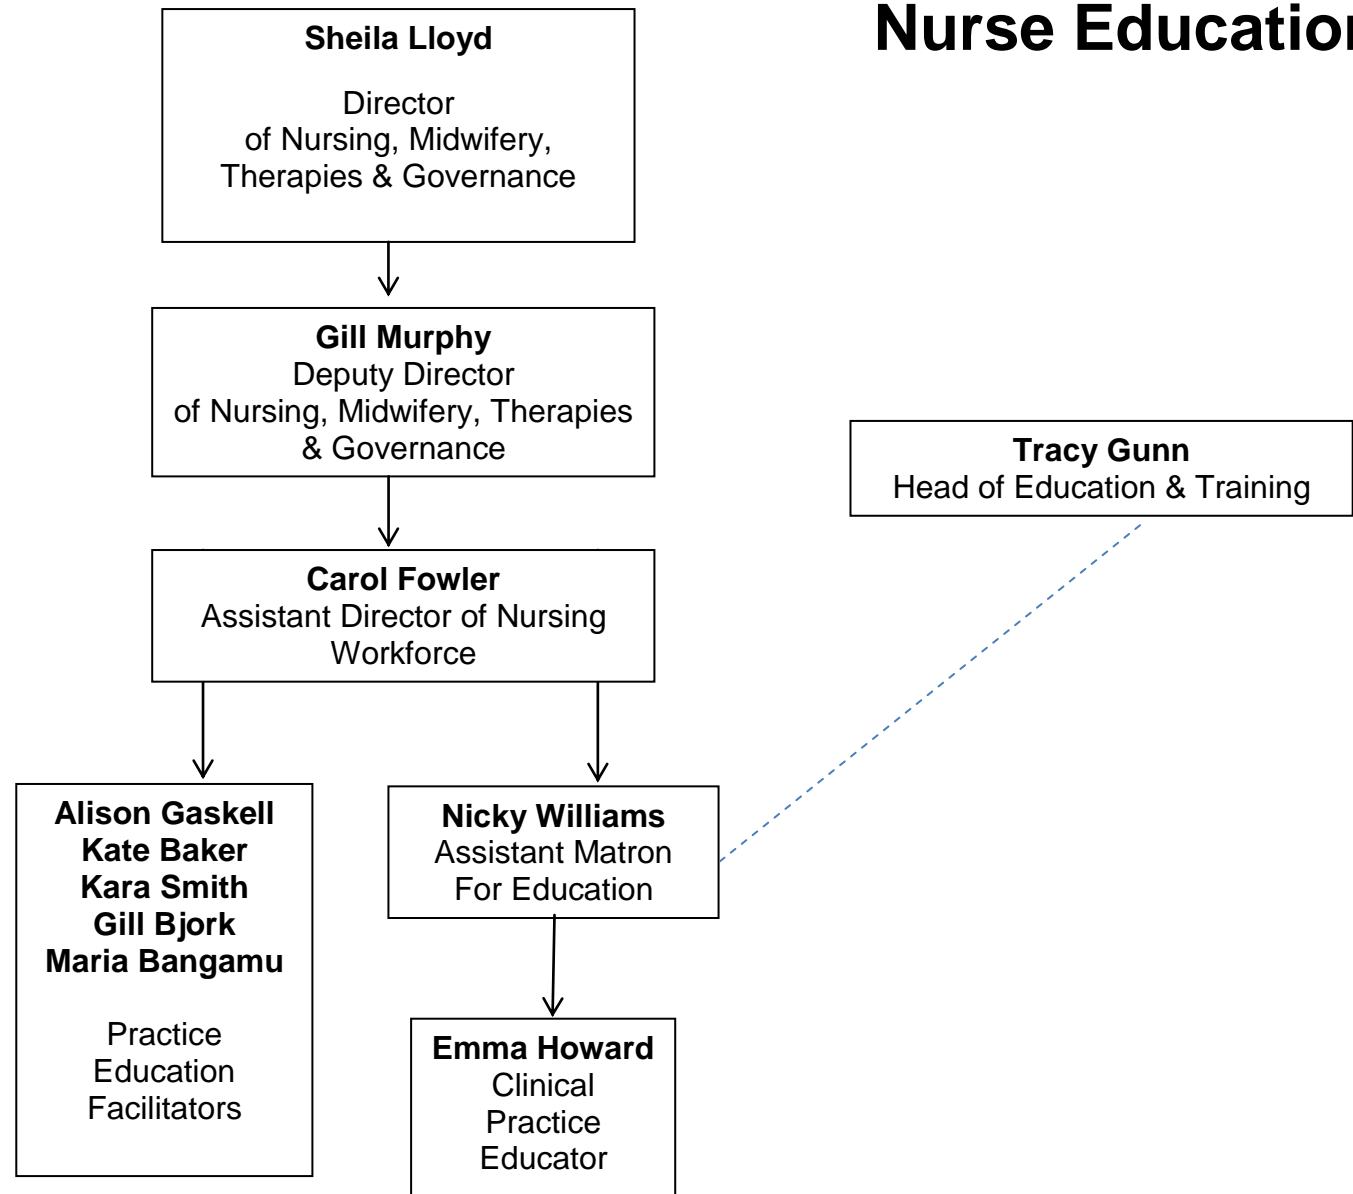 Nurse Education
Sheila Lloyd
Director
of Nursing, Midwifery,
Therapies & Governance
Gill Murphy
Deputy Director
of Nursing, Midwifery, Therapies
& Governance
Tracy Gunn
Head of Education & Training
Carol Fowler
Assistant Director of Nursing
Workforce
Alison Gaskell
Kate Baker
Kara Smith
Gill Bjork
Maria Bangamu
Practice
Education
Facilitators
Nicky Williams
Assistant Matron
For Education
Emma Howard
Clinical
Practice
Educator